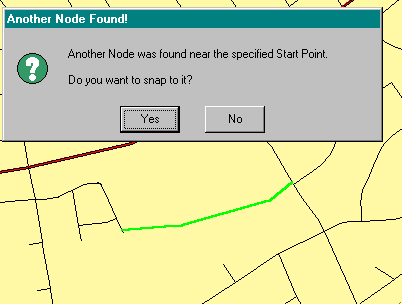 Another Node Found!
Another Node was found near the specified Start Point.
Do you want to snap to it?
Yes
No